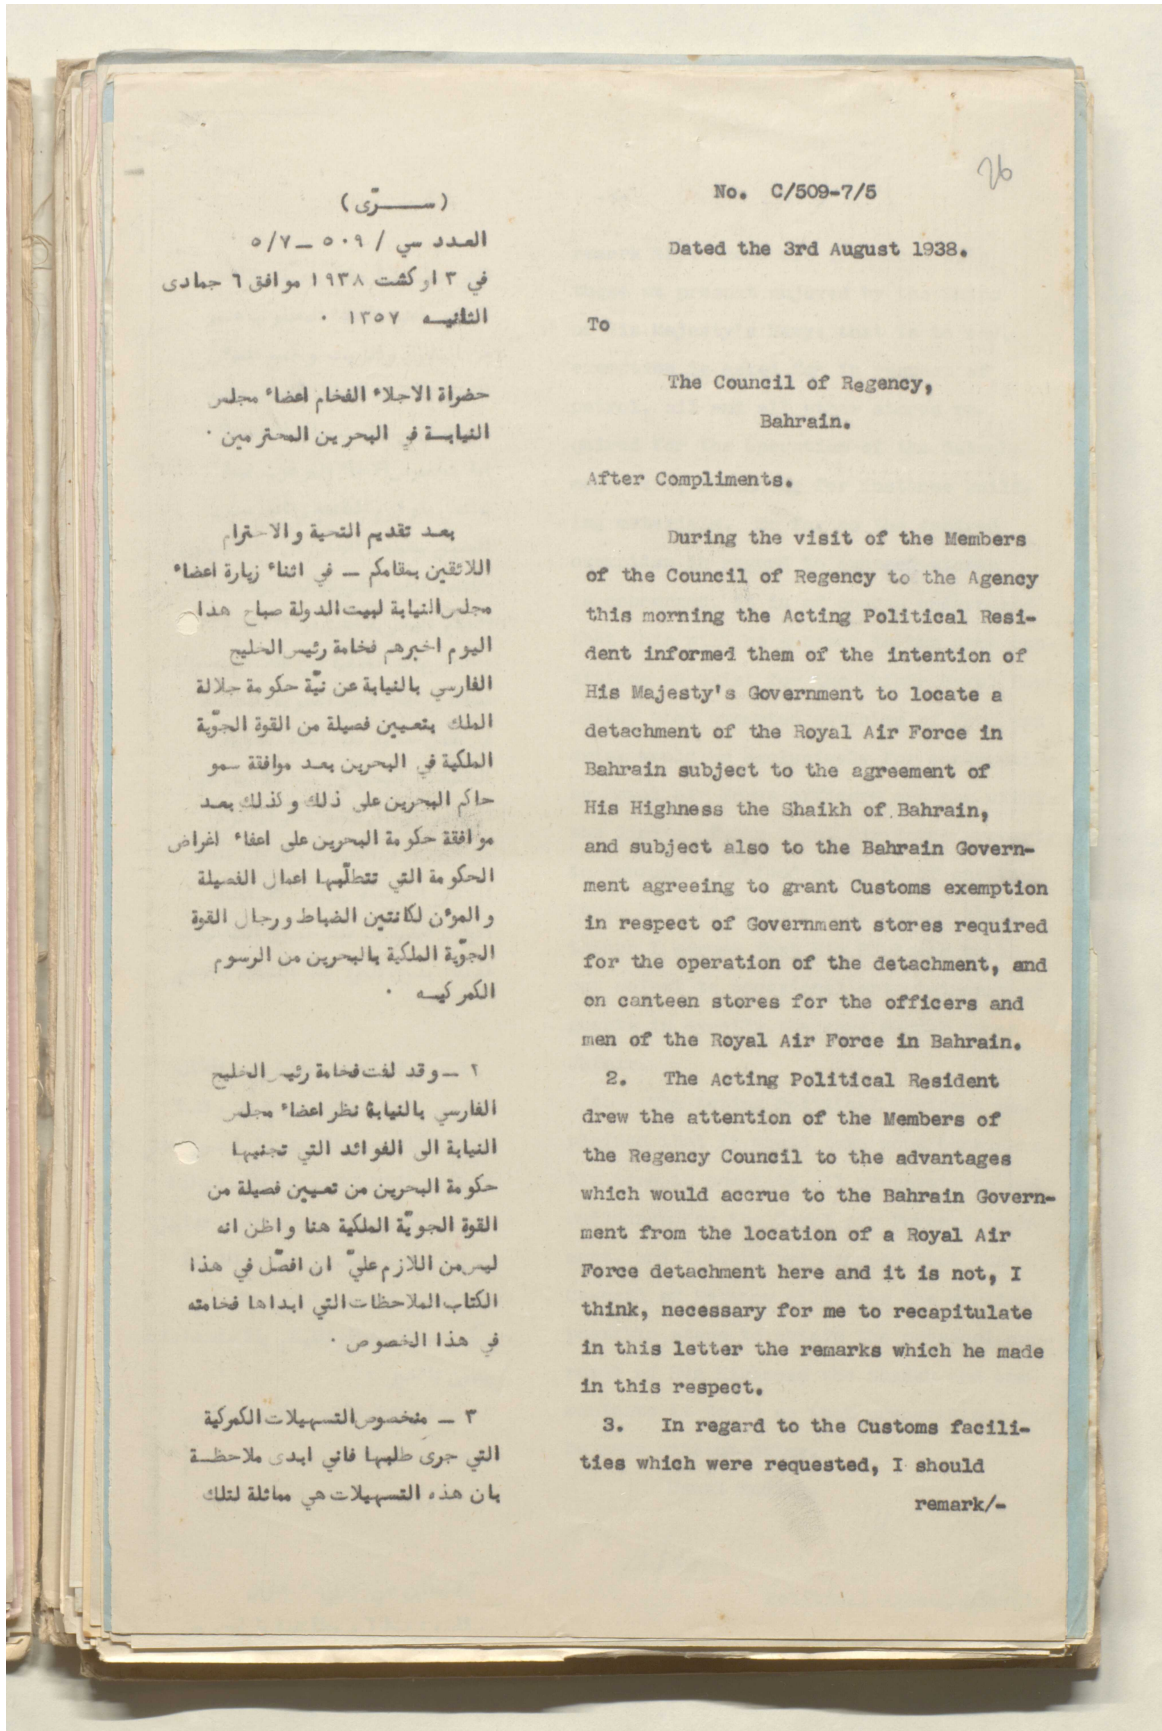 26
No. C/509-7/5
Dated the 3rd August 1938.
To
The Council of Regency,
Bahrain.
After Compliments.
During the visit of the Members
of the Council of Regency to the Agency
this morning the Acting Political Resi-
dent informed them of the intention of
His Majesty's Government to locate a
detachment of the Royal Air Force in
Bahrain subject to the agreement of
His Highness the Shaikh of Bahrain,
and subject also to the Bahrain Govern-
ment agreeing to grant Customs exemption
in respect of Government stores required
for the operation of the detachment, and
on canteen stores for the officers and
men of the Royal Air Force in Bahrain.
2. The Acting Political Resident
drew the attention of the Members of
the Regency Council to the advantages
which would accrue to the Bahrain Govern-
ment from the location of a Royal Air
Force detachment here and it is not, I
think, necessary for me to recapitulate
in this letter the remarks which he made
in this respect.
3. In regard to the Customs facili-
ties which were requested, I should
remark/-
(سـرّى)
العدد سي / ٥٠٩ - ٥/٧
في ٣ اوكشت ١٩٣٨ موافق ٦ جمادى
الثانيه ١٣٥٧ ٠
حضراة الاجلاء الفخام اعضاء مجلس
النيابـة في البحرين المحترمين ٠
بعد تقديم التحية والاحترام
اللائقين بمقامكم - في اثناء زيارة اعضاء
مجلس النيابة لبيت الدولة صباح هذا
اليوم اخبرهم فخامة رئيس الخليج
الفارسي بالنيابة عن نيّة حكومة جلالة
الملك بتعيين فصيلة من القوة الجوّية
الملكية في البحرين بعد موافقة سمو
حاكم البحرين على ذلك وكذلك بعد
موافقة حكومة البحرين على اعفاء اغراض
الحكومة التي تتطلّبها اعمال الفصيلة
والمؤن لكانتين الضباط ورجال القوة
الجوّية الملكية بالبحرين من الرسوم
الكمركيـه ٠
٢ - وقد لفت فخامة رئيس الخليج
الفارسي بالنيابة نظر اعضاء مجلس
النيابة الى الفوائد التي تجنيها
حكومة البحرين من تعيين فصيلة من
القوة الجويّة الملكية هنا واظن انه
ليس من اللازم عليّ ان افصّل في هذا
الكتاب الملاحظات التي ابداها فخامته
في هذا الخصوص ٠
٣ - منخصوص التسهيلات الكمركية
التي جرى طلبها فاني ابدى ملاحظـة
بان هذه التسهيلات هي مماثلة لتلك